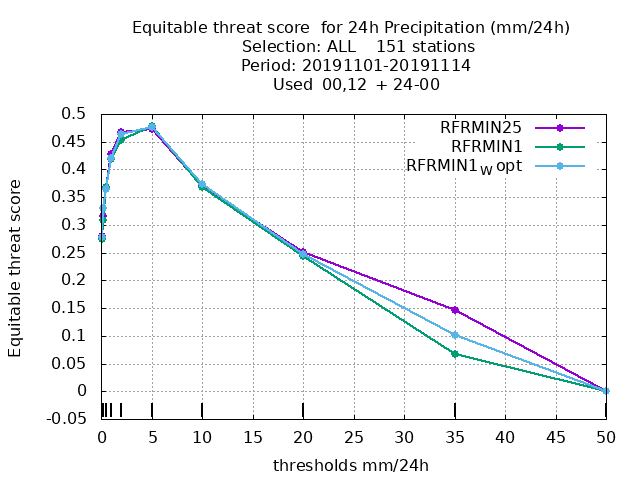 Equitable threat score  for 24h Precipitation (mm/24h)
Selection: ALL    151 stations
Period: 20191101-20191114
Used  00,12  + 24-00
RFRMIN25
RFRMIN1
RFRMIN1W opt
Equitable threat score
0.5
0.45
0.4
0.35
0.3
0.25
0.2
0.15
0.1
0.05
0
-0.05
0 5 10 15 20 25 30 35 40 45 50
thresholds mm/24h